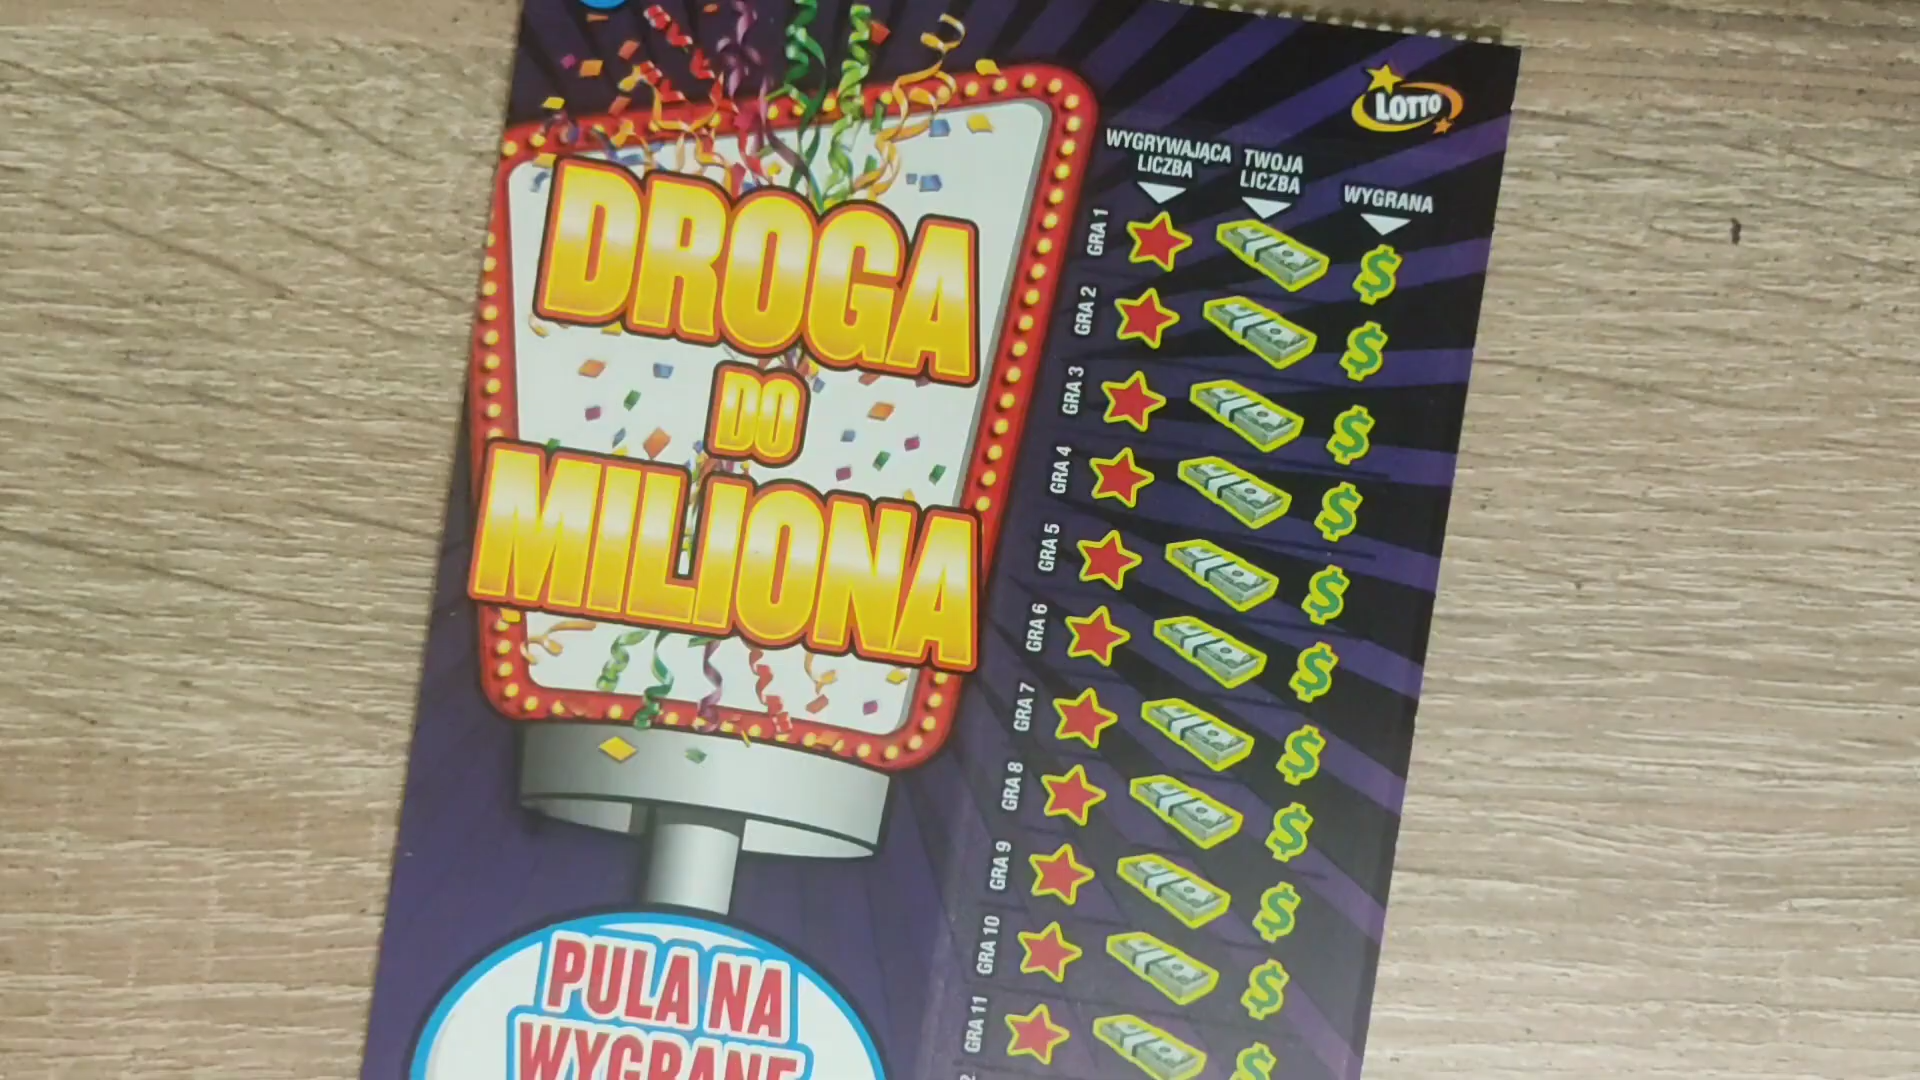 DROGA
DO
MILIONA
PULA NA
WYGRANE
LOTTO
WYGRYWAJĄCA
LICZBA
TWOJA
LICZBA
WYGRANA
GRA 1
GRA 2
GRA 3
GRA 4
GRA 5
GRA 6
GRA 7
GRA 8
GRA 9
GRA 10
GRA 11